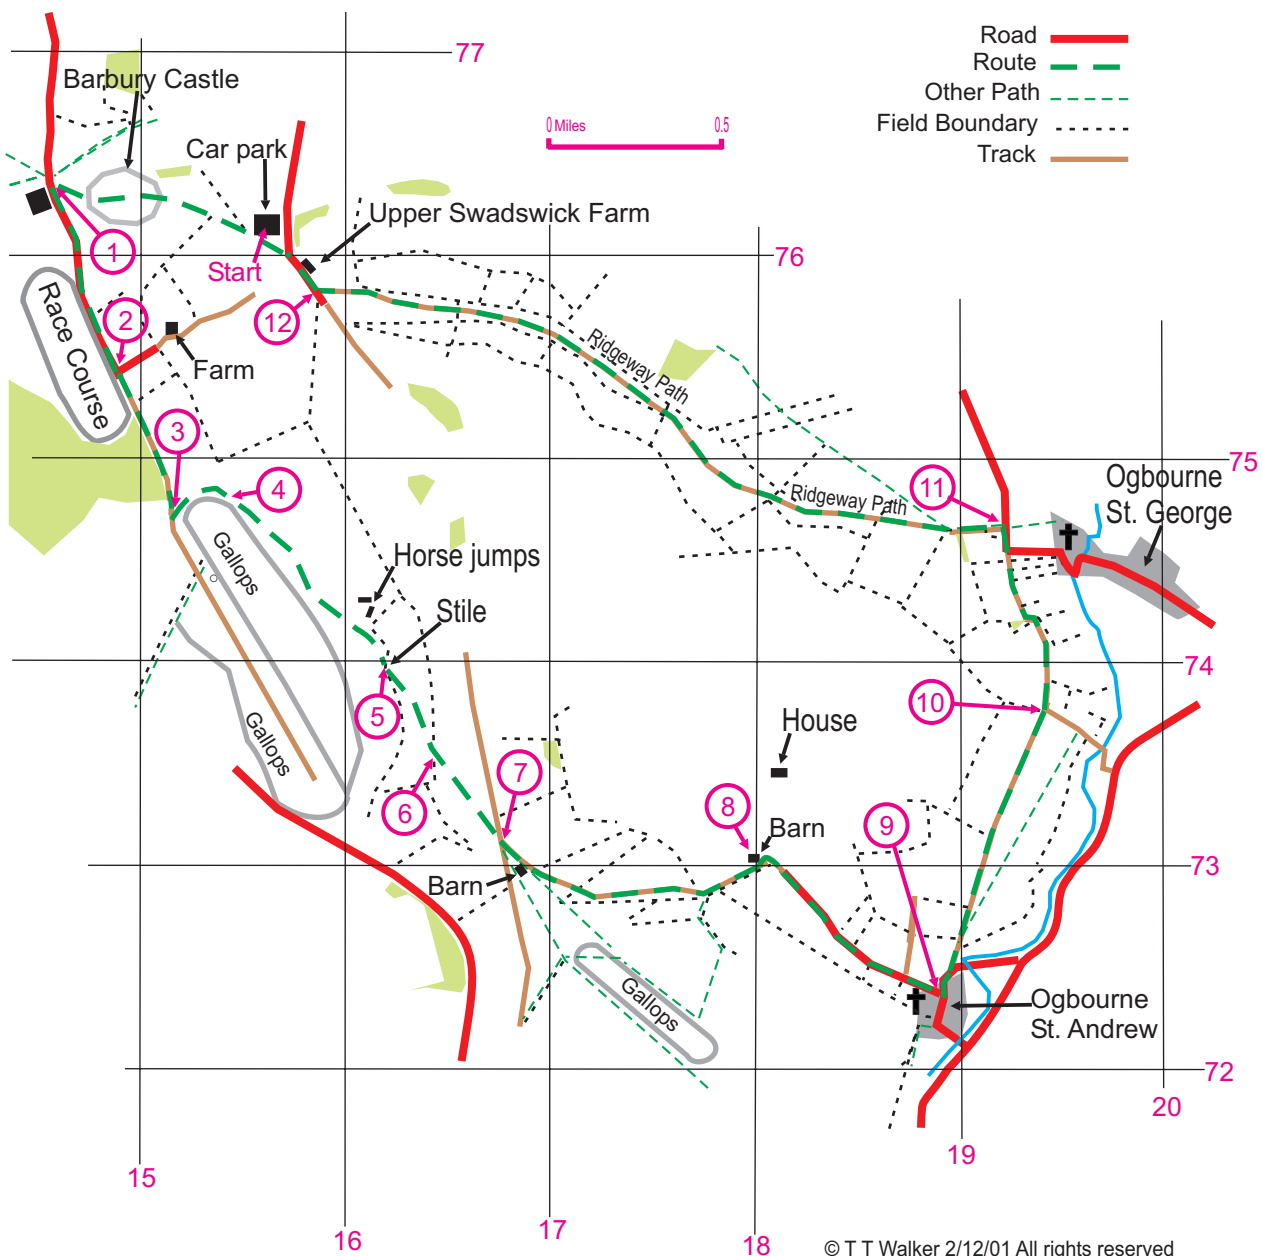 77
Road
Route
Other Path
Field Boundary
Track
Barbury Castle
0 Miles
0.5
Car park
Upper Swadswick Farm
1
Start
76
Race Course
2
12
Farm
Ridgeway Path
3
4
75
11
Ogbourne
St. George
Ridgeway Path
Gallops
Horse jumps
Stile
74
5
10
Gallops
House
7
6
8
Barn
9
73
Barn
Gallops
Ogbourne
St. Andrew
72
20
15
19
17
16
18
© T T Walker 2/12/01 All rights reserved